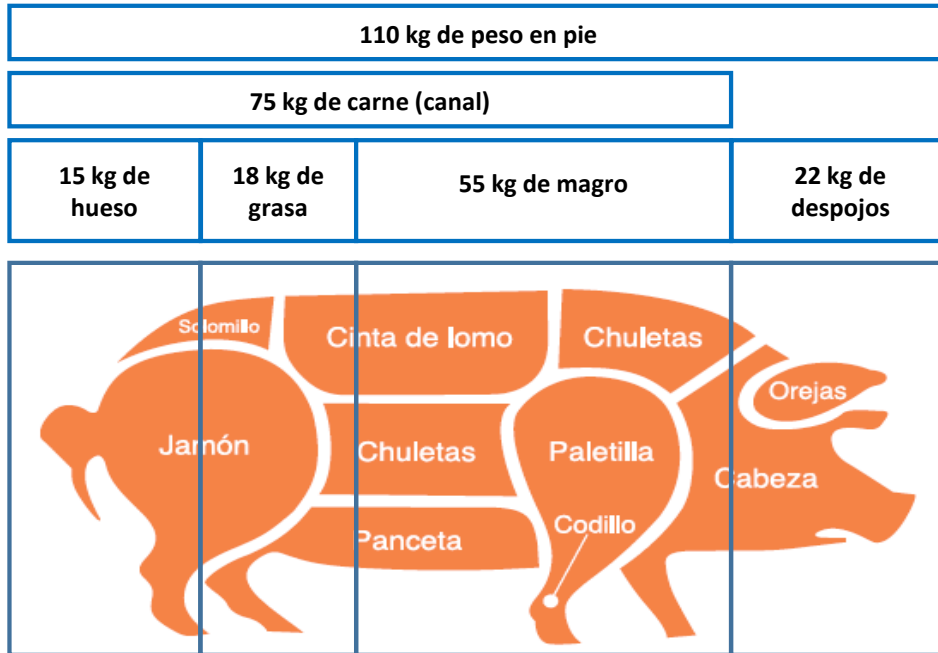 110 kg de peso en pie
75 kg de carne (canal)
15 kg de
hueso
18 kg de
grasa
55 kg de magro
22 kg de
despojos
Solomillo
Cinta de lomo
Chuletas
Orejas
Jamón
Chuletas
Paletilla
Cabeza
Codillo
Panceta